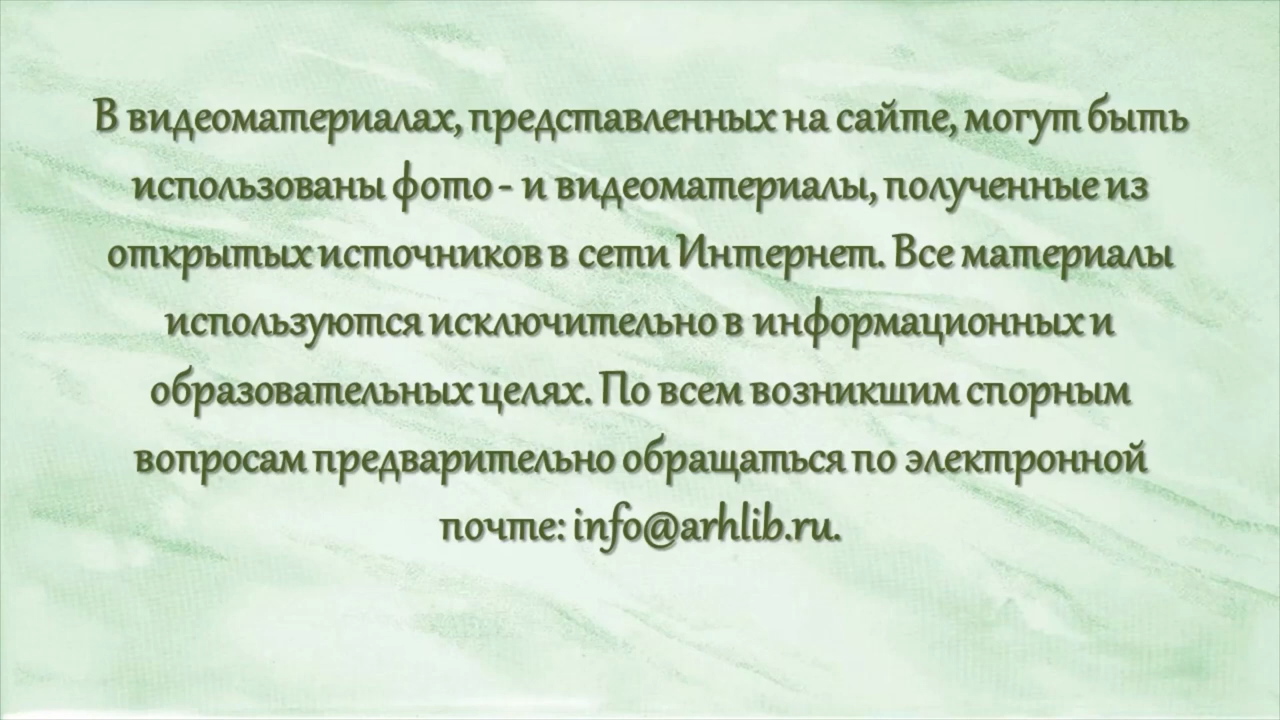 В видеоматериалах, представленных на сайте, могут быть
использованы фото - и видеоматериалы, полученные из
открытых источников в сети Интернет. Все материалы
используются исключительно в информационных и
образовательных целях. По всем возникшим спорным
вопросам предварительно обращаться по электронной
почте: info@arhlib.ru.